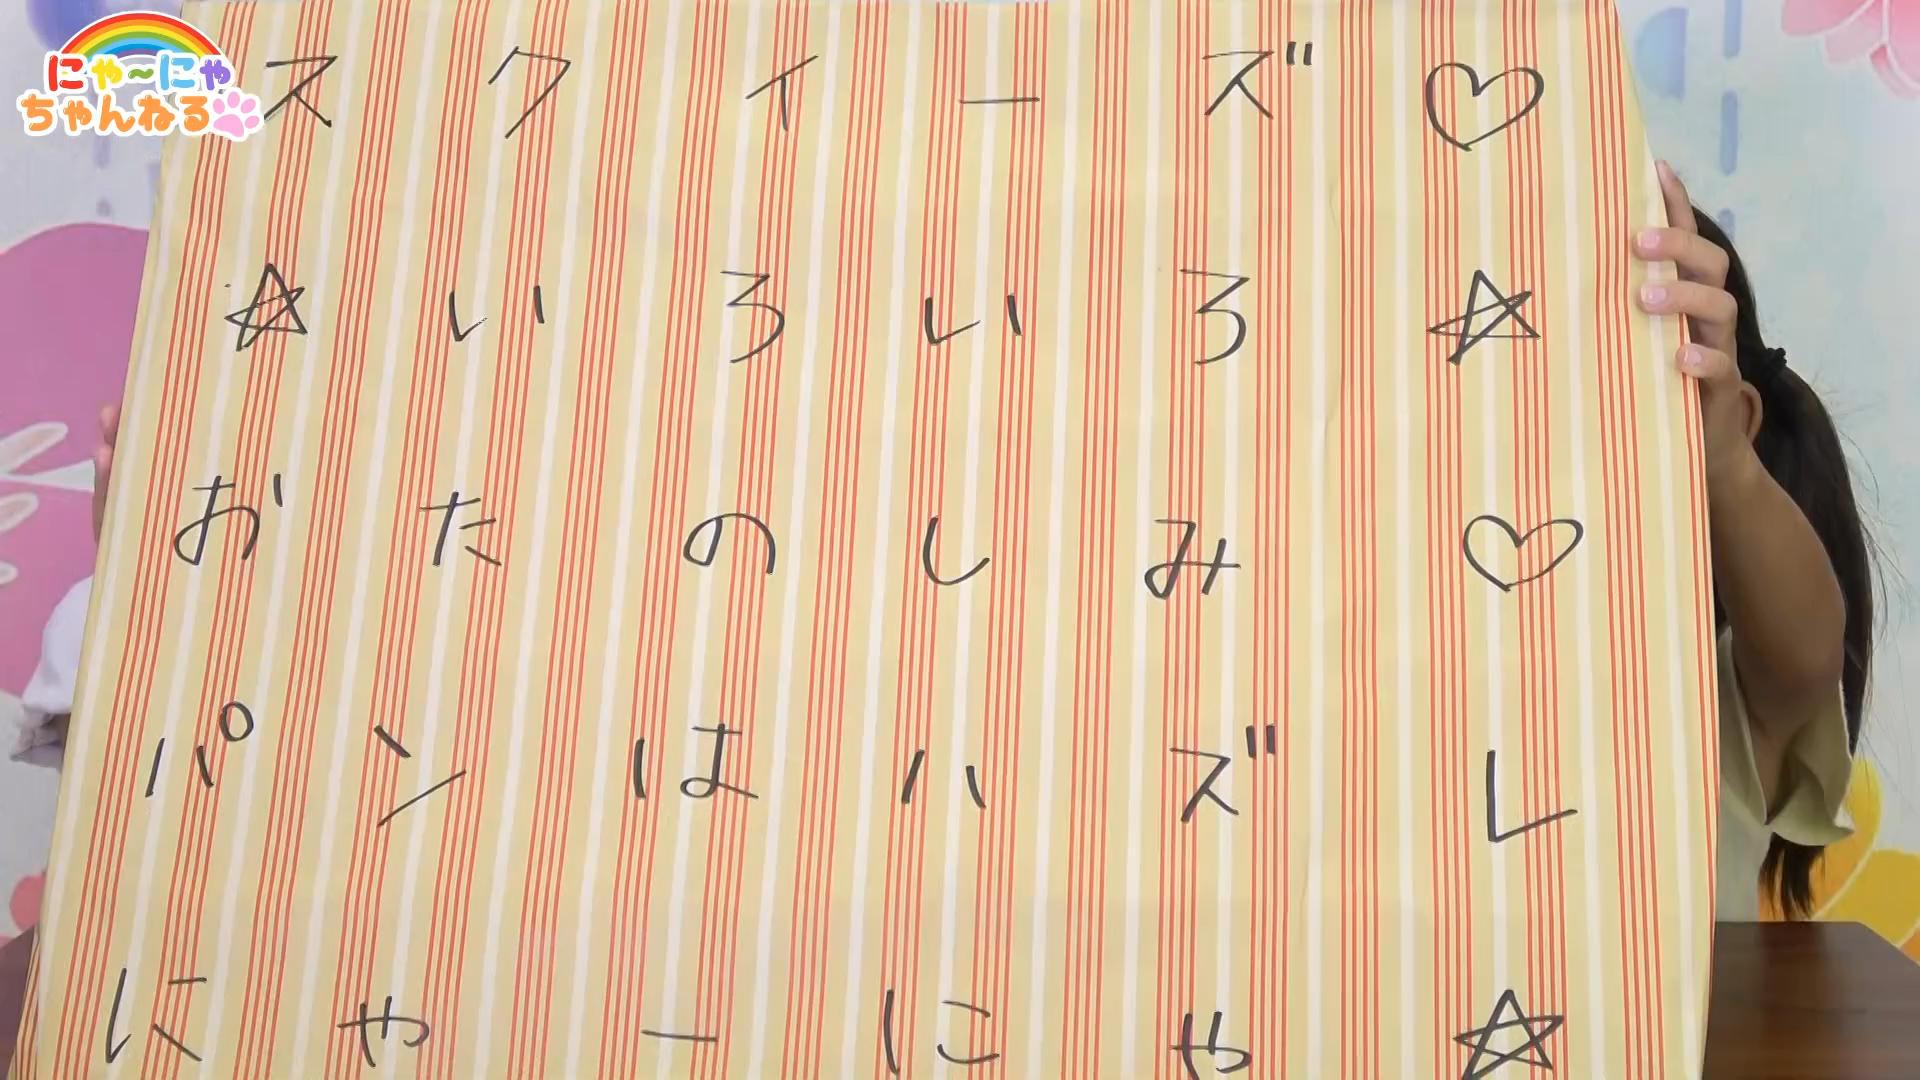 にゃ～にゃ
ちゃんねる
スクイーズ♡
☆いろいろ☆
おたのしみ♡
パンはハズレ
にゃーにゃ☆